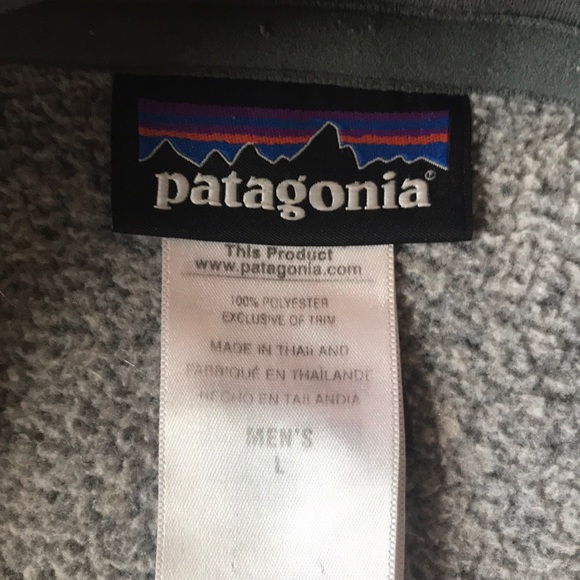 patagonia®
This Product
www.patagonia.com
100% POLYESTER
EXCLUSIVE OF TRIM
MADE IN THAILAND
FABRIQUÉ EN THAÏLANDE
HECHO EN TAILANDIA
MEN'S
L